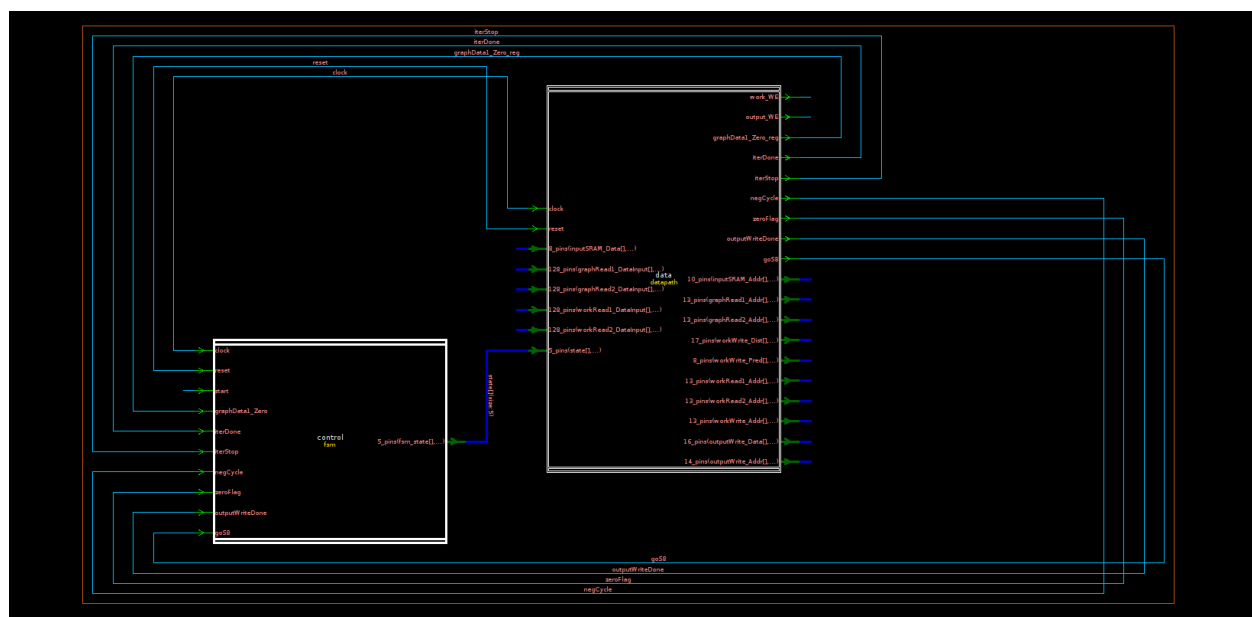 iterStop
iterDone
graphData1_Zero_reg
reset
clock
work_WE
output_WE
graphData1_Zero_reg
iterDone
iterStop
negCycle
zeroFlag
outputWriteDone
goS8
clock
reset
8_pins(inputSRAM_Data[],...)
128_pins(graphRead1_DataInput[],...)
128_pins(graphRead2_DataInput[],...)
128_pins(workRead1_DataInput[],...)
128_pins(workRead2_DataInput[],...)
5_pins(state[],...)
data
datapath
10_pins(inputSRAM_Addr[],...)
13_pins(graphRead1_Addr[],...)
13_pins(graphRead2_Addr[],...)
17_pins(workWrite_Dist[],...)
8_pins(workWrite_Pred[],...)
13_pins(workRead1_Addr[],...)
13_pins(workRead2_Addr[],...)
13_pins(workWrite_Addr[],...)
16_pins(outputWrite_Data[],...)
14_pins(outputWrite_Addr[],...)
clock
reset
start
graphData1_Zero
iterDone
iterStop
negCycle
zeroFlag
outputWriteDone
goS8
control
fsm
5_pins(fsm_state[],...)
goS8
outputWriteDone
zeroFlag
negCycle